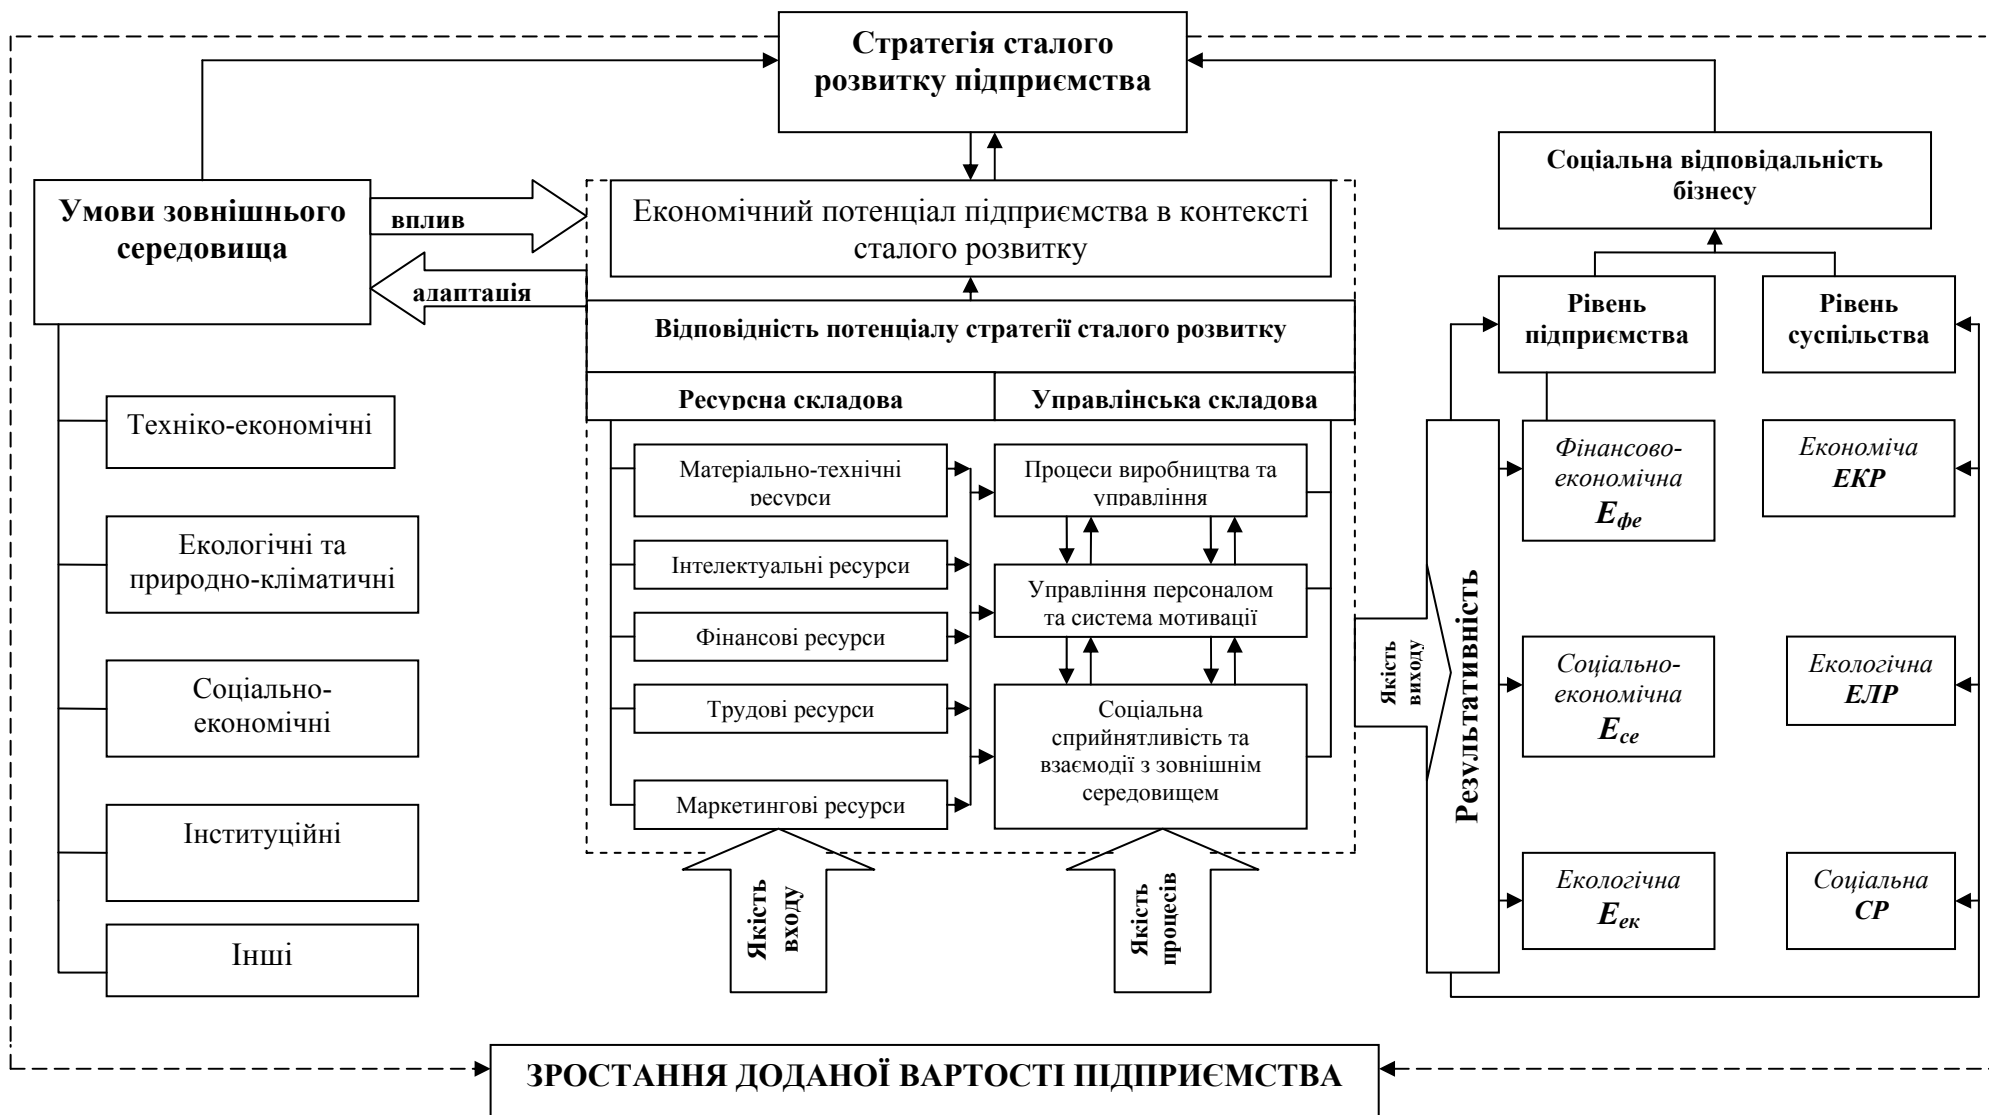 Стратегія сталого
розвитку підприємства
Соціальна відповідальність
бізнесу
Умови зовнішнього
середовища
вплив
адаптація
Економічний потенціал підприємства в контексті
сталого розвитку
Відповідність потенціалу стратегії сталого розвитку
Ресурсна складова
Управлінська складова
Рівень
підприємства
Рівень
суспільства
Техніко-економічні
Екологічні та
природно-кліматичні
Соціально-
економічні
Інституційні
Інші
Матеріально-технічні
ресурси
Інтелектуальні ресурси
Фінансові ресурси
Трудові ресурси
Маркетингові ресурси
Процеси виробництва та
управління
Управління персоналом
та система мотивації
Соціальна
сприйнятливість та
взаємодії з зовнішнім
середовищем
Якість
входу
Якість
процесів
Якість
виходу
Результативність
Фінансово-
економічна
Eфе
Соціально-
економічна
Eсе
Екологічна
Eек
Економіча
ЕКР
Екологічна
ЕЛР
Соціальна
СР
ЗРОСТАННЯ ДОДАНОЇ ВАРТОСТІ ПІДПРИЄМСТВА